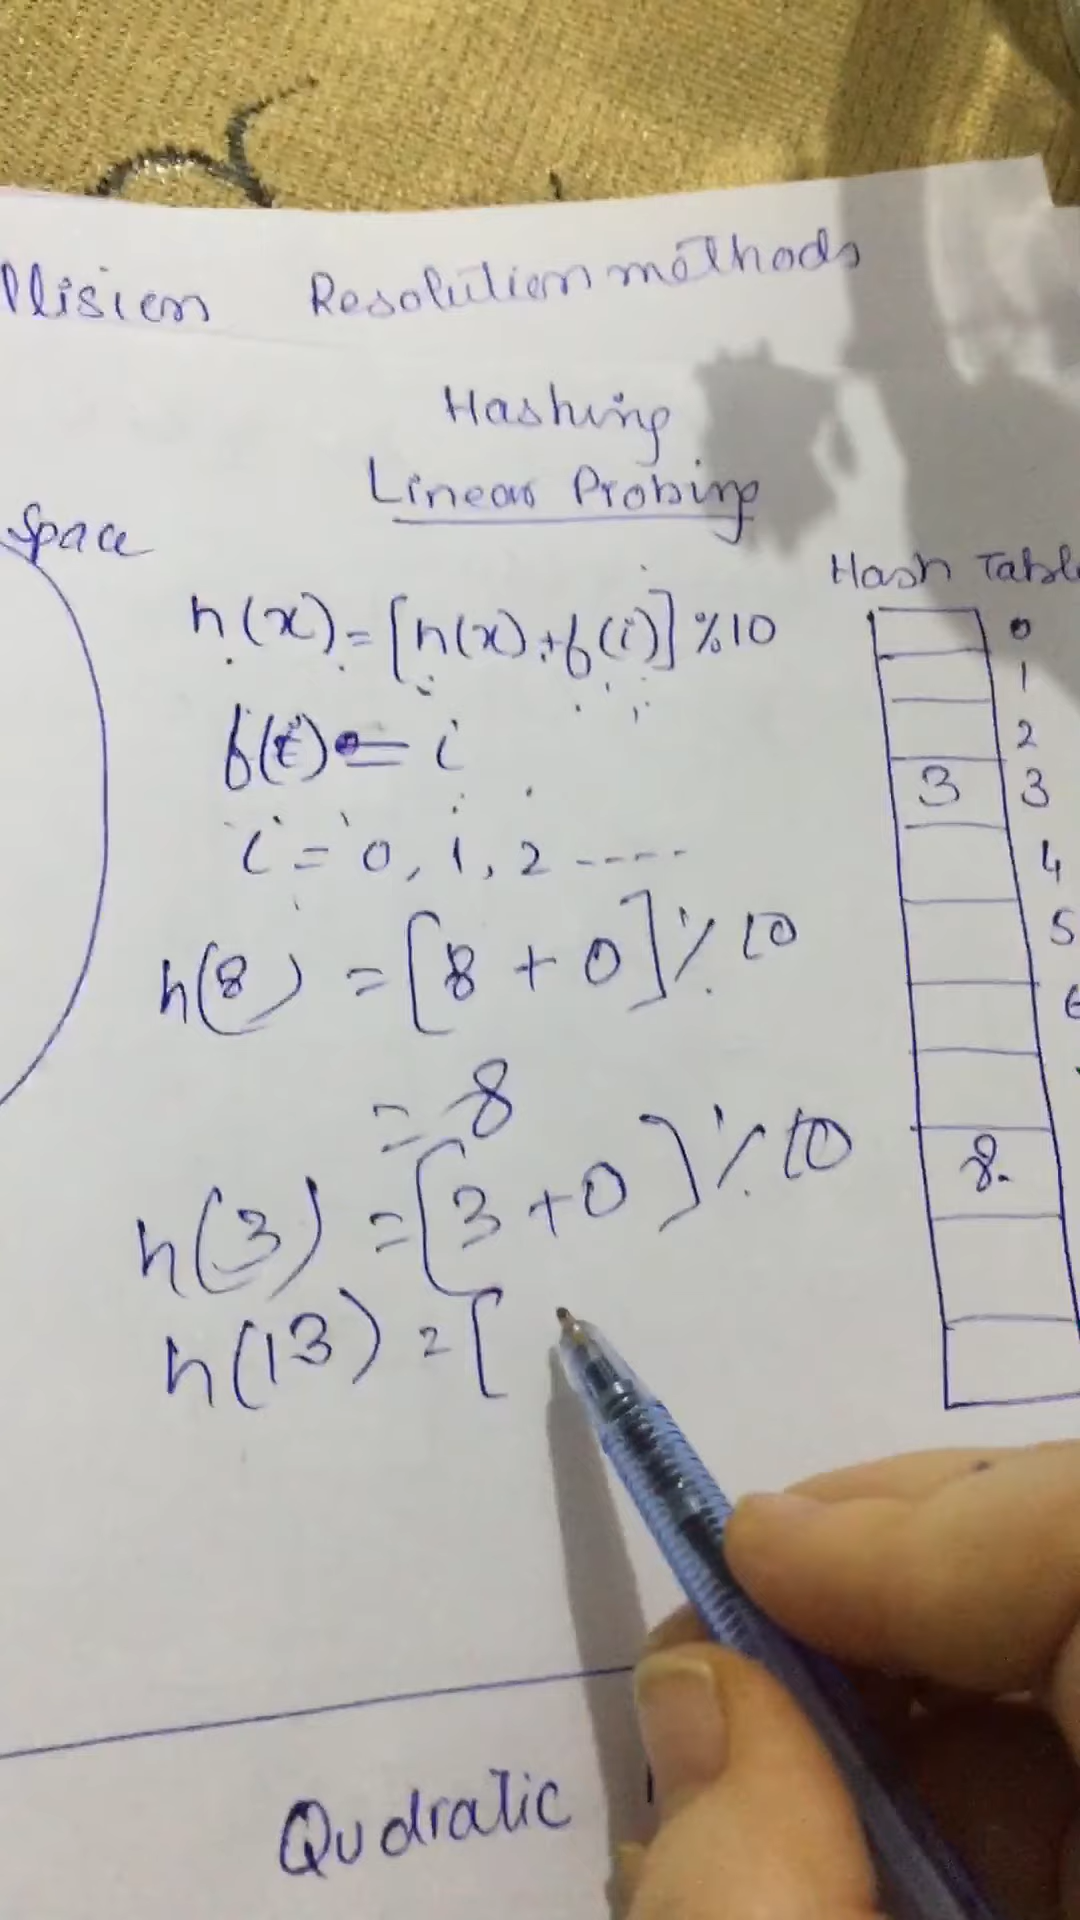 llision Resolution methods
Hashing
Linear Probing
Space
Hash Table
h(x) = [h(x) + f(i)] % 10
f(i) = i
i = 0, 1, 2 ----
h(8) = [8 + 0] % 10
= 8
h(3) = [3 + 0] % 10
h(13) = [
0
1
2
3 3
4
5
6
8
Qudratic